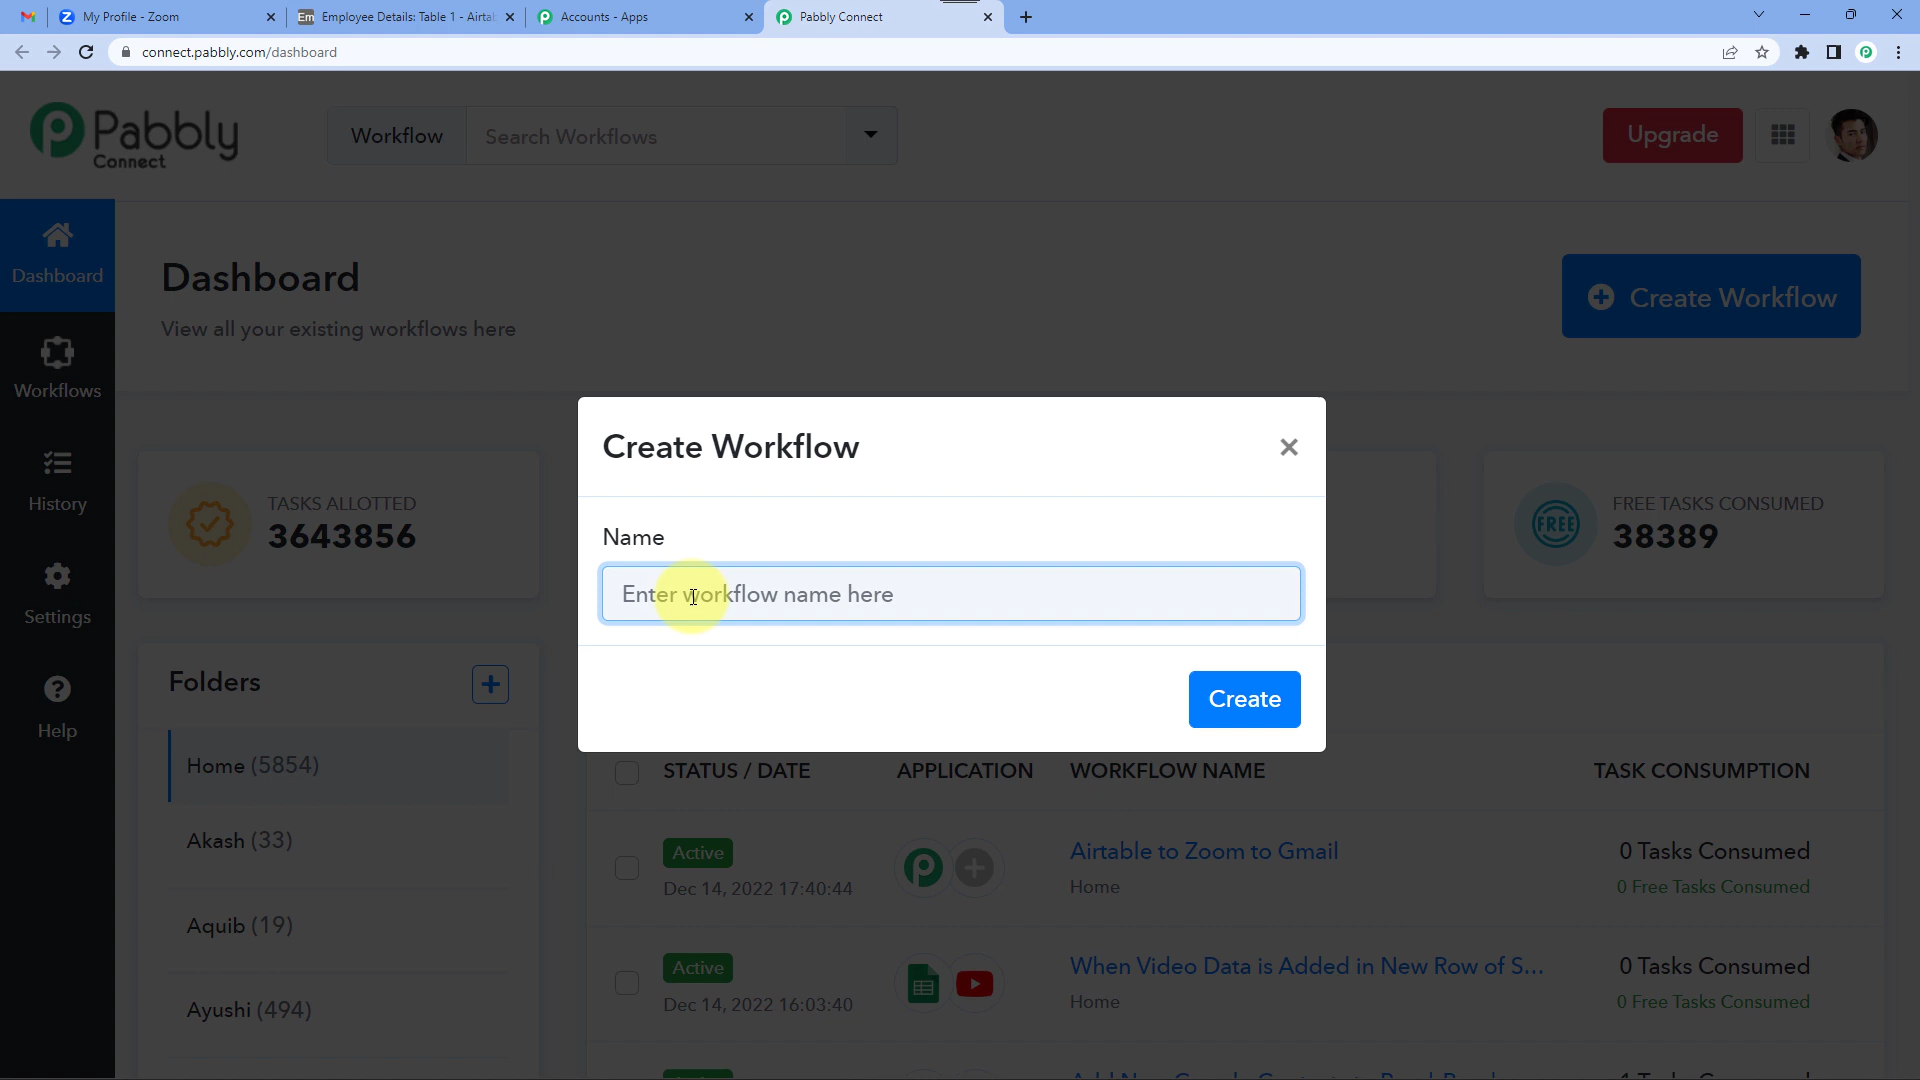 My Profile - Zoom
Em
Employee Details: Table 1 - Airta
Accounts - Apps
Pabbly Connect
connect.pabbly.com/dashboard
Pabbly
Connect
Workflow
Search Workflows
Upgrade
Dashboard
Workflows
History
Settings
Help
Dashboard
View all your existing workflows here
Create Workflow
Create Workflow
Name
Enter workflow name here
Create
TASKS ALLOTTED
3643856
FREE
FREE TASKS CONSUMED
38389
Folders
Home (5854)
Akash (33)
Aquib (19)
Ayushi (494)
STATUS / DATE
APPLICATION
WORKFLOW NAME
TASK CONSUMPTION
Active
Dec 14, 2022 17:40:44
Airtable to Zoom to Gmail
Home
0 Tasks Consumed
0 Free Tasks Consumed
Active
Dec 14, 2022 16:03:40
When Video Data is Added in New Row of S...
Home
0 Tasks Consumed
0 Free Tasks Consumed